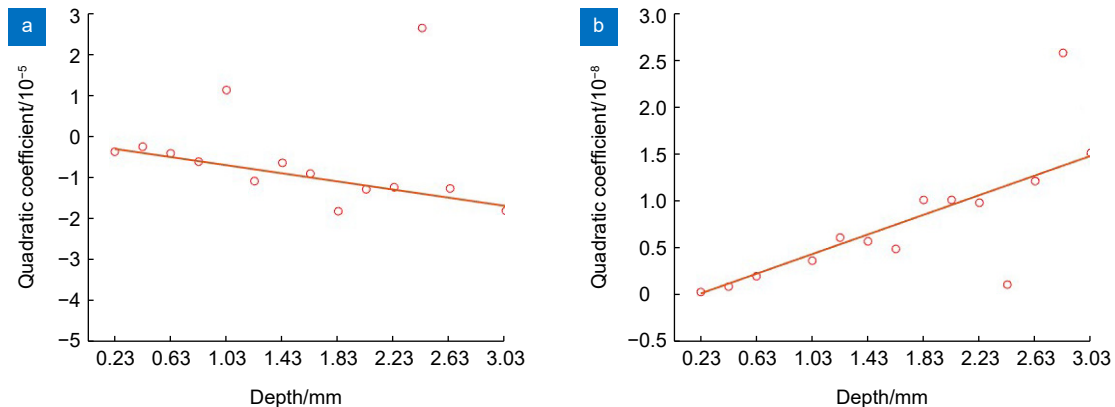 a
3
2
1
0
−1
−2
−3
−4
−5
Quadratic coefficient/10⁻⁵
0.23 0.63 1.03 1.43 1.83 2.23 2.63 3.03
Depth/mm
b
3.0
2.5
2.0
1.5
1.0
0.5
0
−0.5
Quadratic coefficient/10⁻⁸
0.23 0.63 1.03 1.43 1.83 2.23 2.63 3.03
Depth/mm